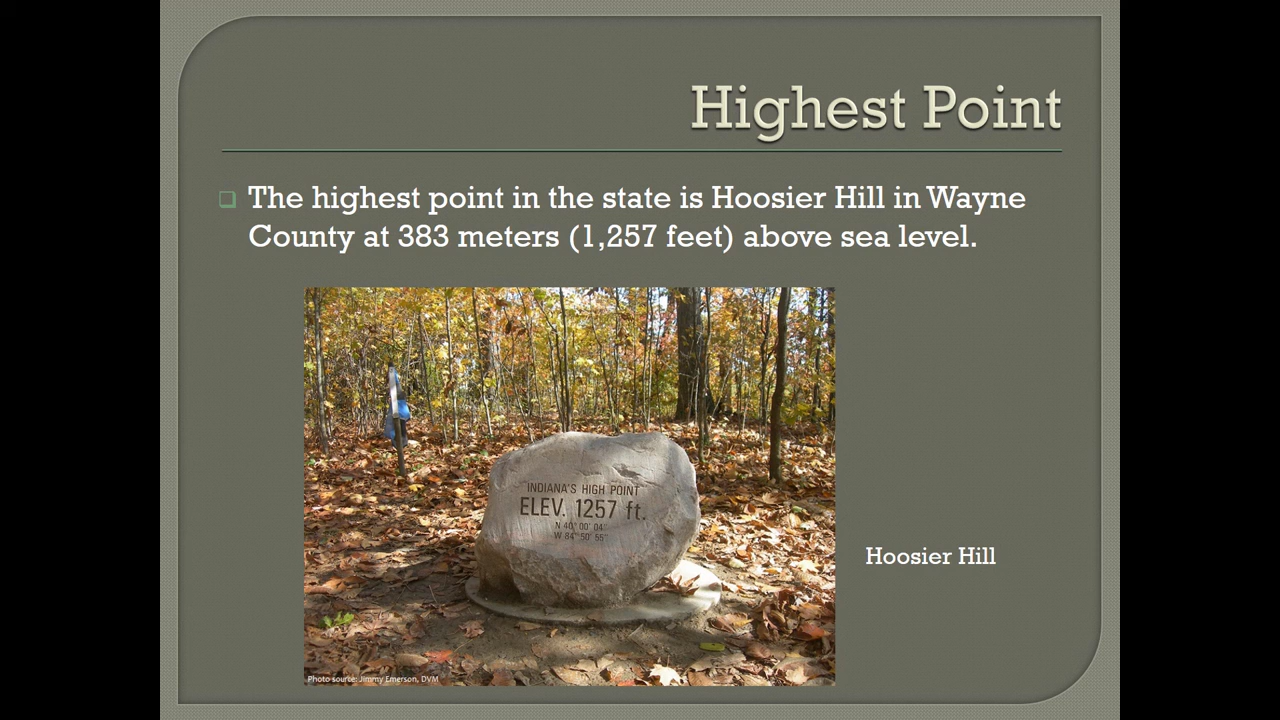 Highest Point
The highest point in the state is Hoosier Hill in Wayne
County at 383 meters (1,257 feet) above sea level.
INDIANA'S HIGH POINT
ELEV. 1257 ft.
N 40° 00' 04"
W 84° 50' 55"
Hoosier Hill
Photo source: Jimmy Emerson, DVM